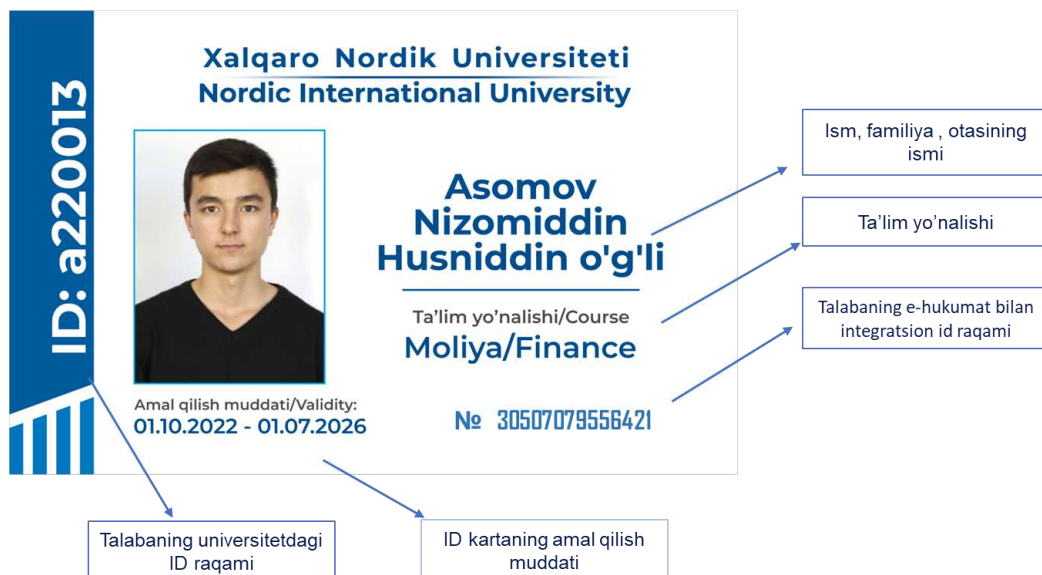 Xalqaro Nordik Universiteti
Nordic International University
ID: a220013
Asomov
Nizomiddin
Husniddin o'g'li
Ta'lim yo'nalishi/Course
Moliya/Finance
Amal qilish muddati/Validity:
01.10.2022 - 01.07.2026
№ 30507079556421
Ism, familiya , otasining
ismi
Ta'lim yo'nalishi
Talabaning e-hukumat bilan
integratsion id raqami
Talabaning universitetdagi
ID raqami
ID kartaning amal qilish
muddati